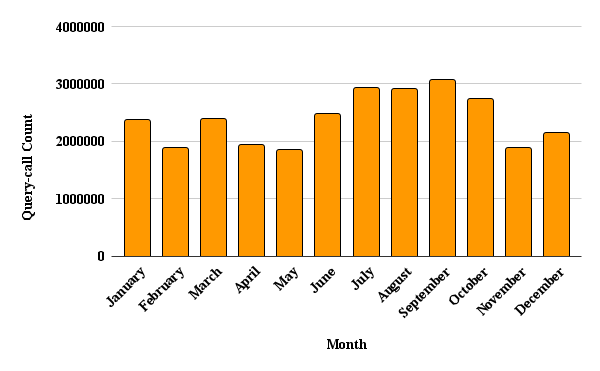 4000000
3000000
2000000
1000000
0
Query-call Count
January
February
March
April
May
June
July
August
September
October
November
December
Month